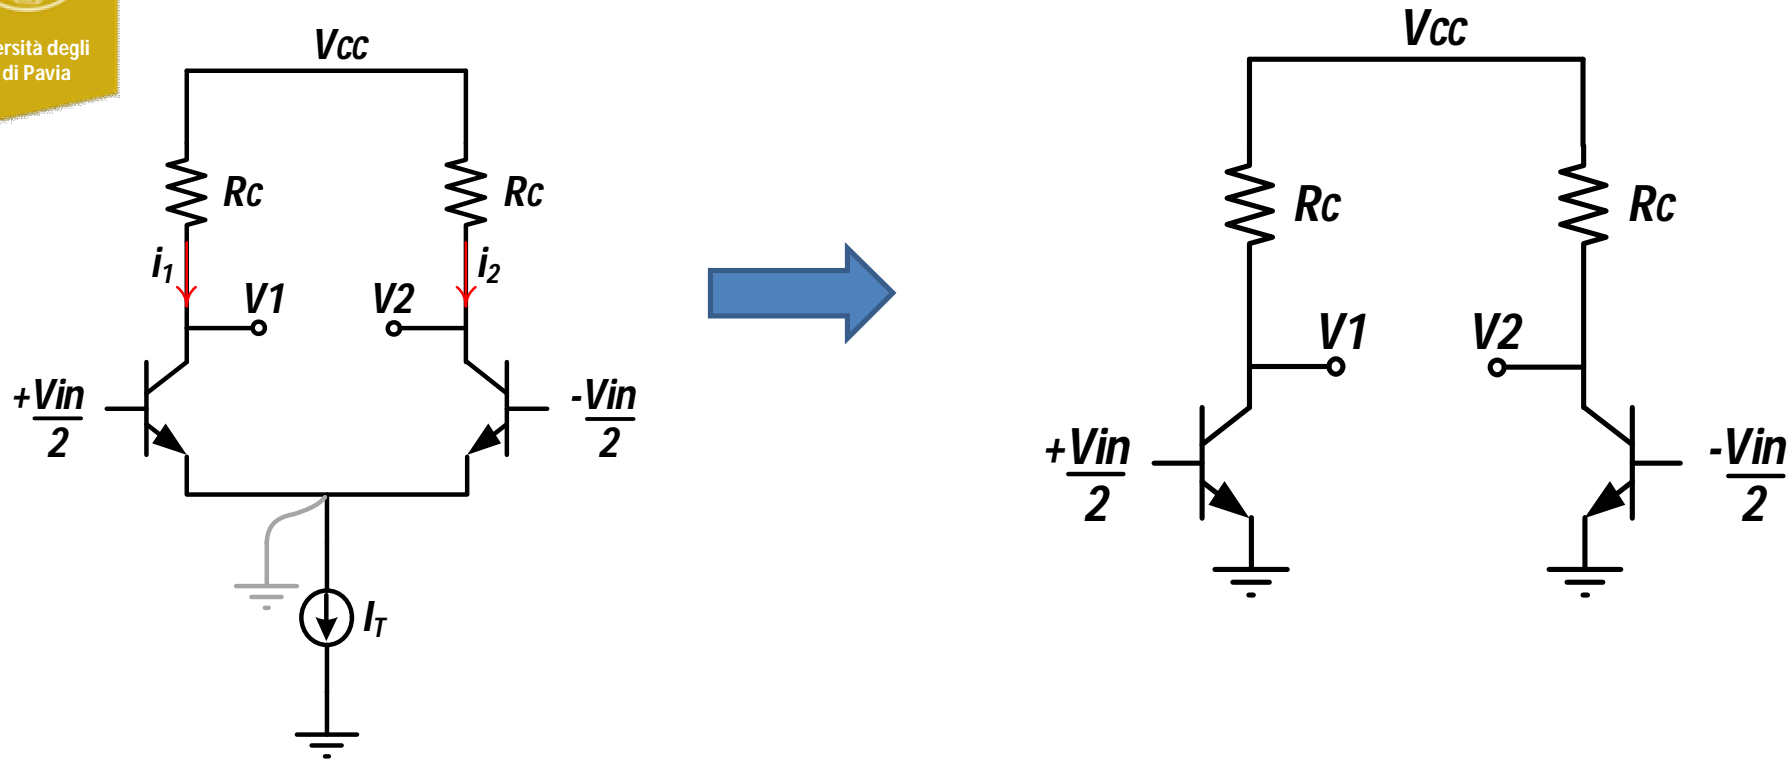 ersità degli
di Pavia
Vcc
Rc
Rc
i1
i2
V1
V2
+Vin
2
-Vin
2
IT
Vcc
Rc
Rc
V1
V2
+Vin
2
-Vin
2